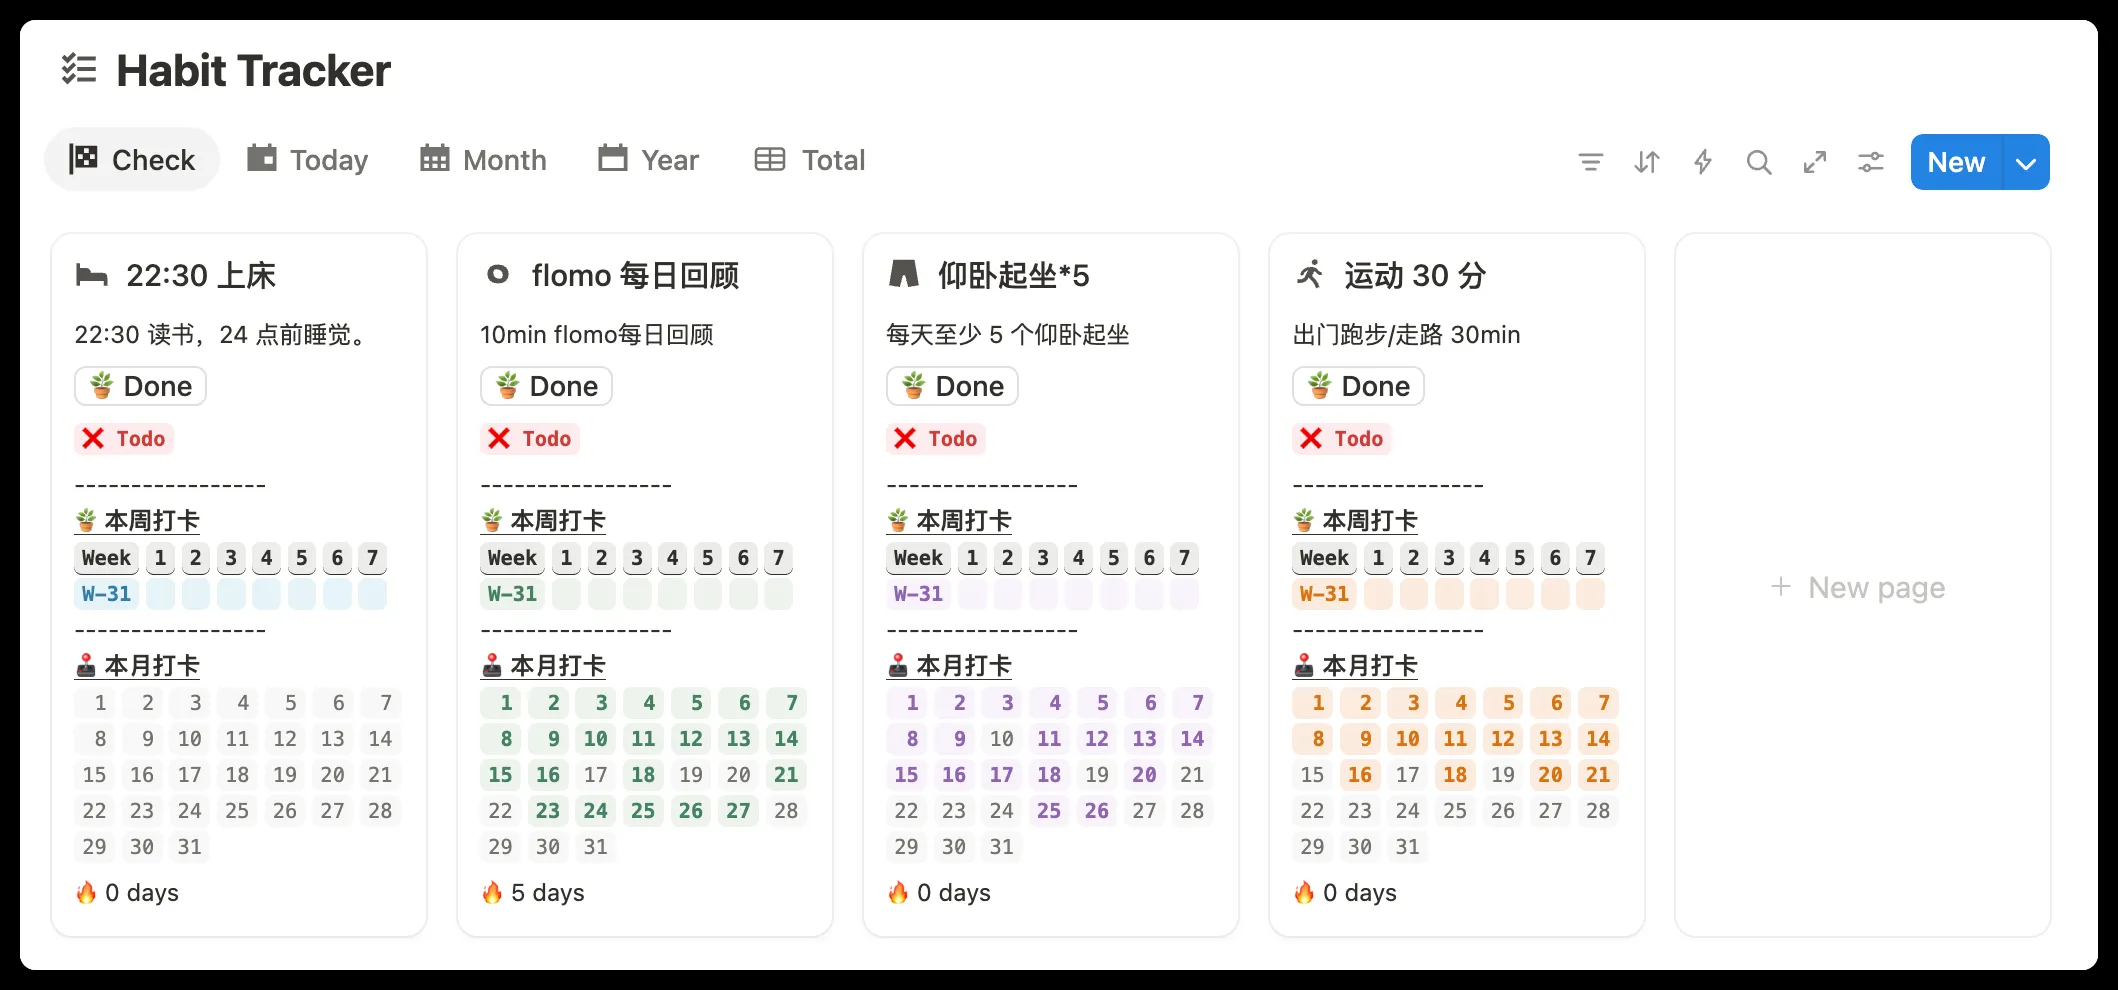 Habit Tracker
Check Today Month Year Total New
22:30 上床
22:30 读书，24 点前睡觉。
Done
Todo
-----------------
本周打卡
Week 1 2 3 4 5 6 7
W-31
-----------------
本月打卡
1 2 3 4 5 6 7
8 9 10 11 12 13 14
15 16 17 18 19 20 21
22 23 24 25 26 27 28
29 30 31
0 days
flomo 每日回顾
10min flomo每日回顾
Done
Todo
-----------------
本周打卡
Week 1 2 3 4 5 6 7
W-31
-----------------
本月打卡
1 2 3 4 5 6 7
8 9 10 11 12 13 14
15 16 17 18 19 20 21
22 23 24 25 26 27 28
29 30 31
5 days
仰卧起坐*5
每天至少 5 个仰卧起坐
Done
Todo
-----------------
本周打卡
Week 1 2 3 4 5 6 7
W-31
-----------------
本月打卡
1 2 3 4 5 6 7
8 9 10 11 12 13 14
15 16 17 18 19 20 21
22 23 24 25 26 27 28
29 30 31
0 days
运动 30 分
出门跑步/走路 30min
Done
Todo
-----------------
本周打卡
Week 1 2 3 4 5 6 7
W-31
-----------------
本月打卡
1 2 3 4 5 6 7
8 9 10 11 12 13 14
15 16 17 18 19 20 21
22 23 24 25 26 27 28
29 30 31
0 days
+ New page